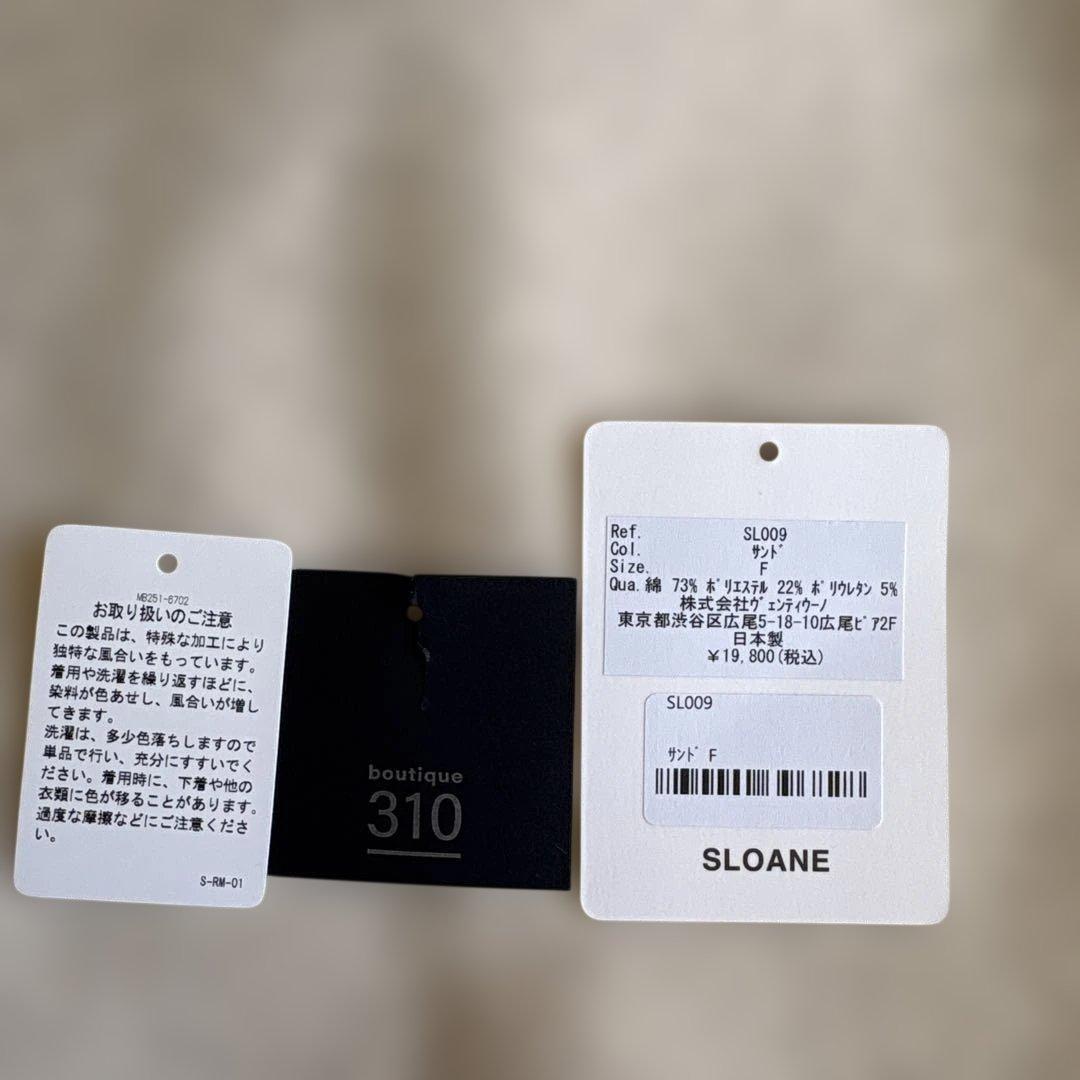 MB251-6702
お取り扱いのご注意
この製品は、特殊な加工により
独特な風合いをもっています。
着用や洗濯を繰り返すほどに、
染料が色あせし、風合いが増し
てきます。
洗濯は、多少色落ちしますので
単品で行い、充分にすすいでく
ださい。着用時に、下着や他の
衣類に色が移ることがあります。
過度な摩擦などにご注意くださ
い。
S-RM-01
boutique
310
Ref. SL009
Col. ｻﾝﾄﾞ
Size. F
Qua. 綿 73% ﾎﾟﾘｴｽﾃﾙ 22% ﾎﾟﾘｳﾚﾀﾝ 5%
株式会社ｳﾞｪﾝﾃｨｳｰﾉ
東京都渋谷区広尾5-18-10広尾ﾋﾟｱ2F
日本製
¥19,800(税込)
SL009
ｻﾝﾄﾞ F
SLOANE